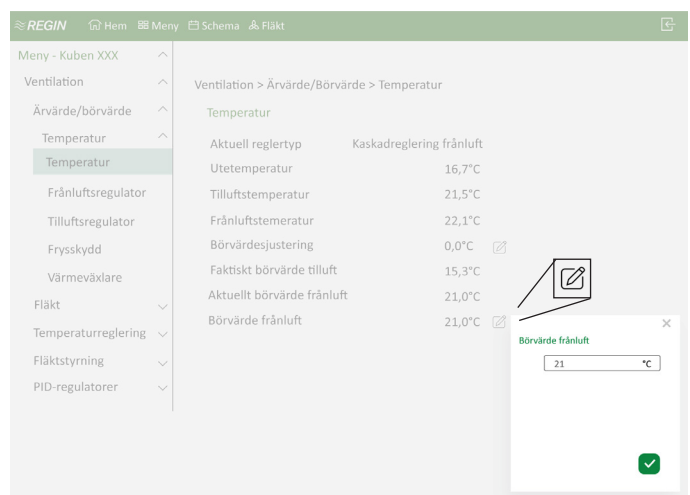 REGIN Hem Meny Schema Fläkt
Meny - Kuben XXX
Ventilation
Ärvärde/börvärde
Temperatur
Temperatur
Frånluftsregulator
Tilluftsregulator
Frysskydd
Värmeväxlare
Fläkt
Temperaturreglering
Fläktstyrning
PID-regulatorer
Ventilation > Ärvärde/Börvärde > Temperatur
Temperatur
Aktuell reglertyp Kaskadreglering frånluft
Utetemperatur 16,7°C
Tilluftstemperatur 21,5°C
Frånluftstemeratur 22,1°C
Börvärdesjustering 0,0°C
Faktiskt börvärde tilluft 15,3°C
Aktuellt börvärde frånluft 21,0°C
Börvärde frånluft 21,0°C
Börvärde frånluft
21 °C